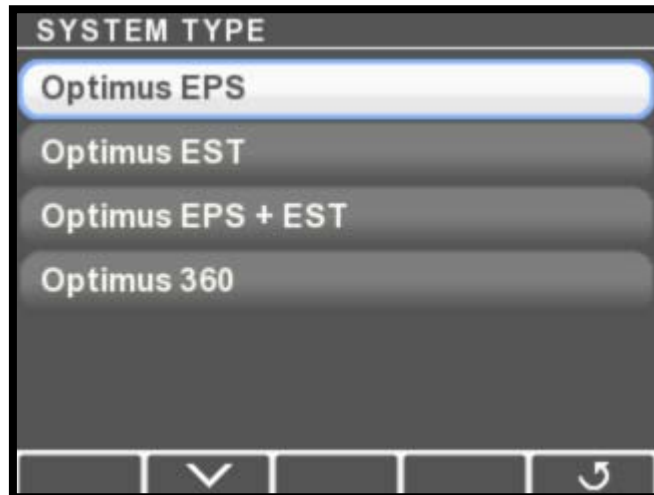 SYSTEM TYPE
Optimus EPS
Optimus EST
Optimus EPS + EST
Optimus 360